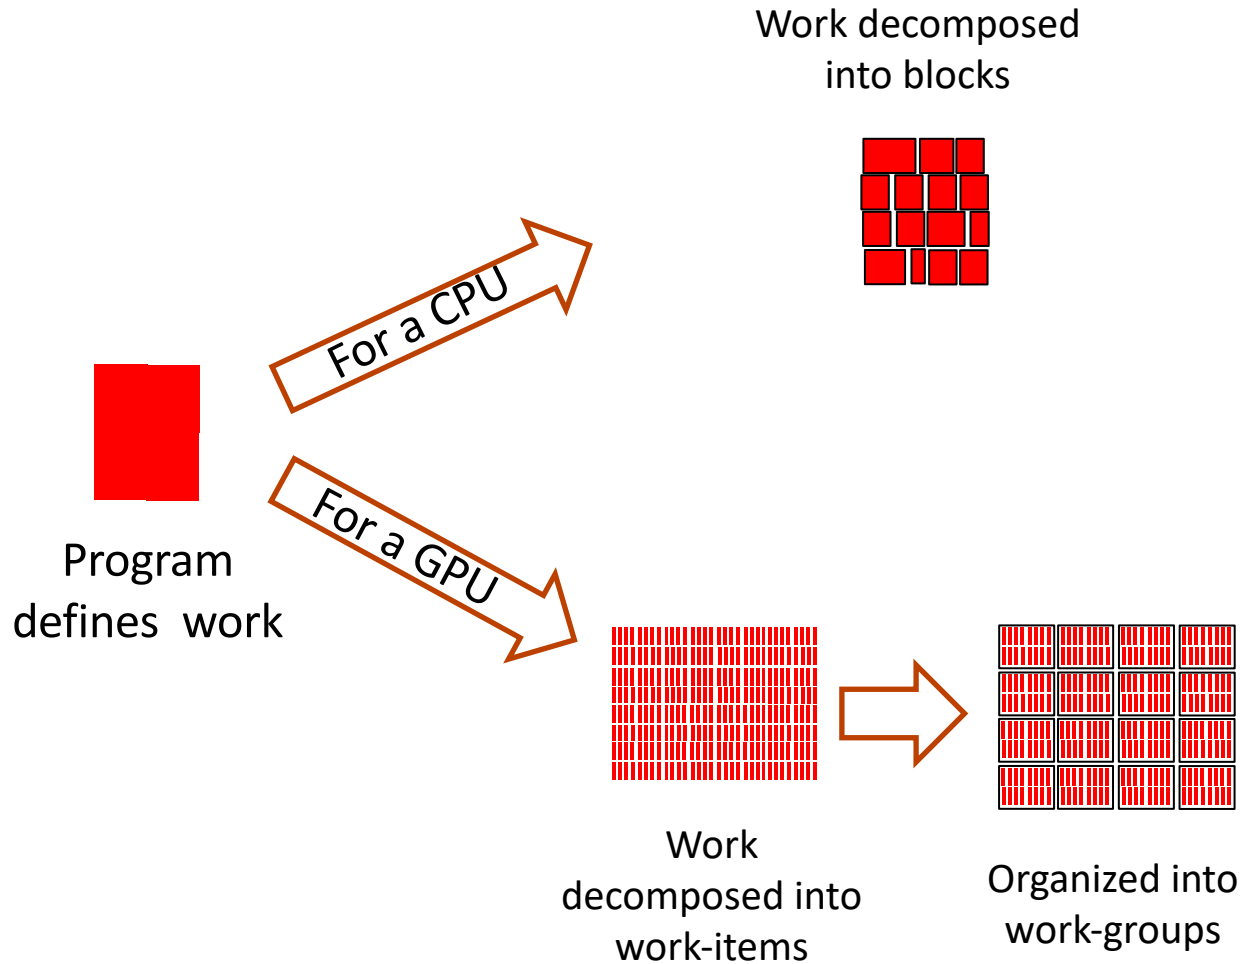 Work decomposed
into blocks
For a CPU
Program
defines work
For a GPU
Work
decomposed into
work-items
Organized into
work-groups